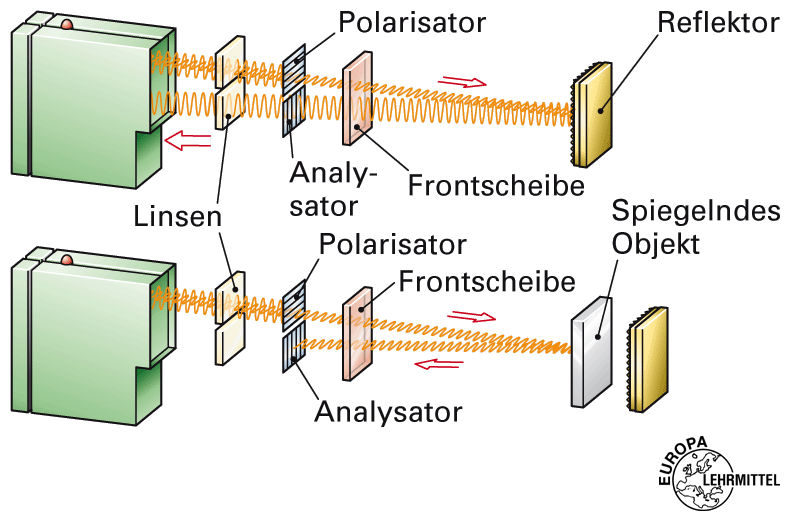 Polarisator
Reflektor
Analy-
sator
Frontscheibe
Linsen
Spiegelndes
Objekt
Polarisator
Frontscheibe
Analysator
EUROPA
LEHRMITTEL